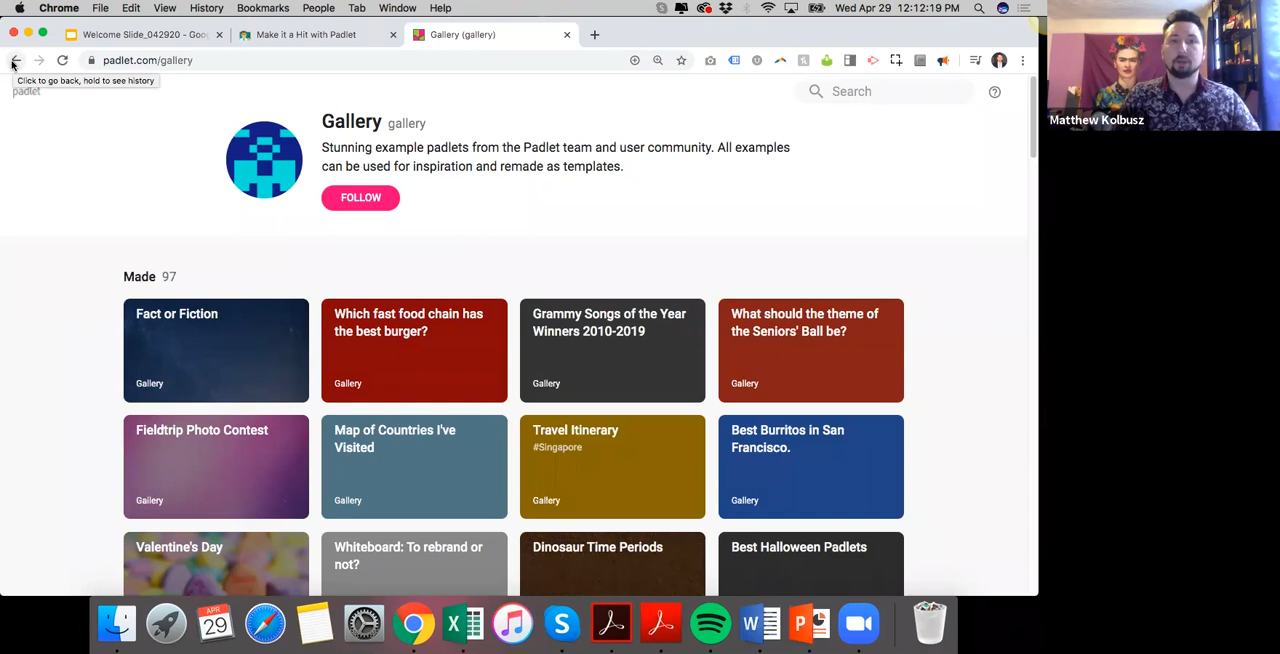 Chrome File Edit View History Bookmarks People Tab Window Help
Wed Apr 29 12:12:19 PM
Welcome Slide_042920 - Goo
Make it a Hit with Padlet
Gallery (gallery)
padlet.com/gallery
Click to go back, hold to see history
padlet
Search
Gallery gallery
Stunning example padlets from the Padlet team and user community. All examples
can be used for inspiration and remade as templates.
FOLLOW
Made 97
Fact or Fiction
Gallery
Which fast food chain has
the best burger?
Gallery
Grammy Songs of the Year
Winners 2010-2019
Gallery
What should the theme of
the Seniors' Ball be?
Gallery
Fieldtrip Photo Contest
Gallery
Map of Countries I've
Visited
Gallery
Travel Itinerary
#Singapore
Gallery
Best Burritos in San
Francisco.
Gallery
Valentine's Day
Whiteboard: To rebrand or
not?
Dinosaur Time Periods
Best Halloween Padlets
APR
29
Matthew Kolbusz